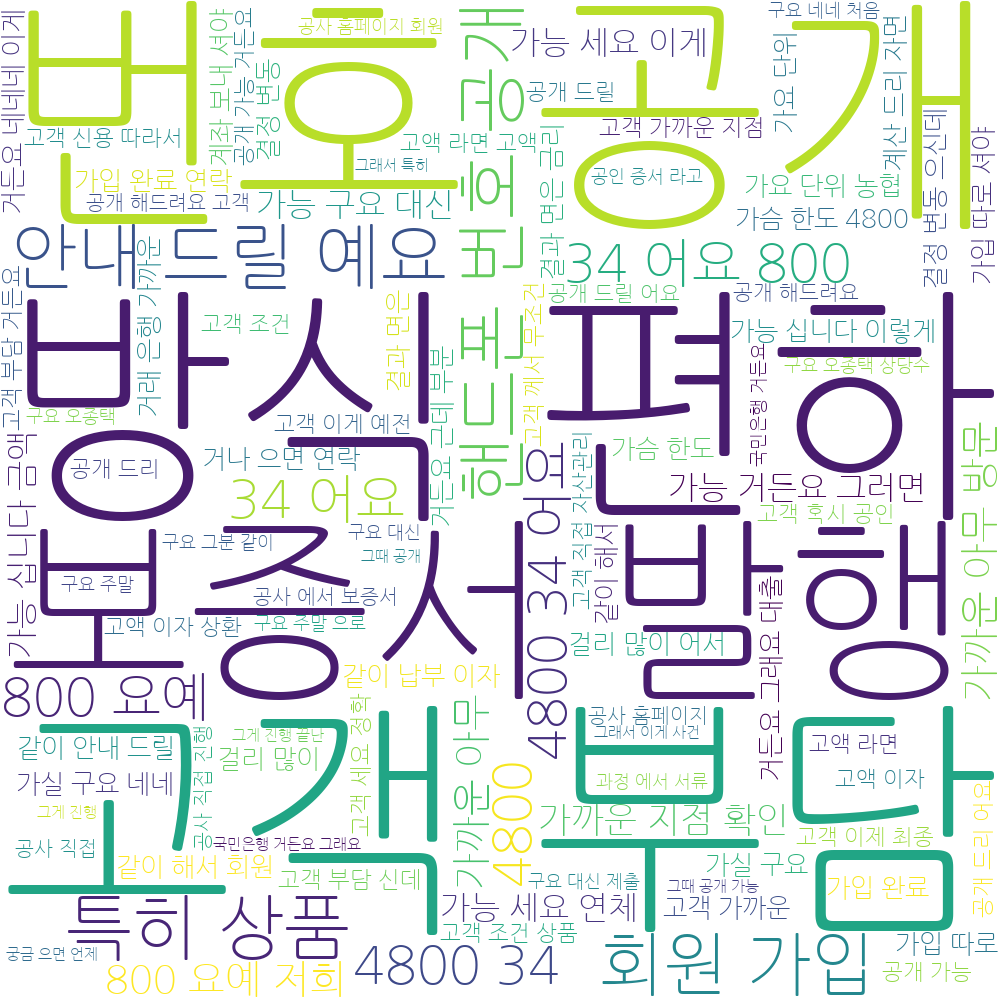 번호 공개
공사 홈페이지 회원
가능 세요 이게
구요 네네 처음
거든요 네네네 이게
계좌 보내 셔야
공개 가능 거든요
결정 변동
핸드폰 번호 공개
공개 드릴
가요 단위
계산 드리 자면
고객 신용 따라서
고액 라면 고액
고객 가까운 지점
그래서 특히
가입 완료 연락
공인 증서 라고
가요 단위 농협
공개 해드려요 고객
가능 구요 대신
결과 면은 금리
가슴 한도 4800
결정 변동 으신데
가입 따로 셔야
안내 드릴 예요
34 어요 800
고객 부담 거든요
거래 은행 가까운
공개 드릴 어요
공개 해드려요
방식 편하
고객 조건
결과 면은
고객 께서 무조건
가능 십니다 이렇게
국민은행 거든요
구요 오종택 상당수
구요 오종택
고객 이게 예전
거든요 근데 부분
가슴 한도
가능 십니다 금액
공개 드리
거나 으면 연락
자산관리
가까운 아무 방문
34 어요
가능 거든요 그러면
고객 혹시 공인
4800 34 어요
보증서 발행
구요 대신
구요 그분 같이
그때 공개
고객 직접
같이 해서
구요 주말
공사 에서 보증서
거든요 그래요 대출
고액 이자 상환
구요 주말 으로
걸리 많이 어서
800 요예
같이 납부 이자
고객 부담
공사 직접 진행
고객 세요 정학
가까운 아무
공사 홈페이지
그게 진행 끝난
그래서 이게 사건
고액 라면
같이 안내 드릴
걸리 많이
가실 구요 네네
4800
과정 에서 서류
고액 이자
공개 드리 어요
그게 진행
가까운 지점 확인
고객 이제 최종
공사 직접
국민은행 거든요 그래요
같이 해서 회원
가실 구요
고객 부담 신데
구요 대신 제출
그때 공개 가능
가입 완료
특히 상품
가능 세요 연체
고객 가까운
고객 조건 상품
회원 가입
가입 따로
궁금 으면 언제
800 요예 저희
4800 34
공개 가능